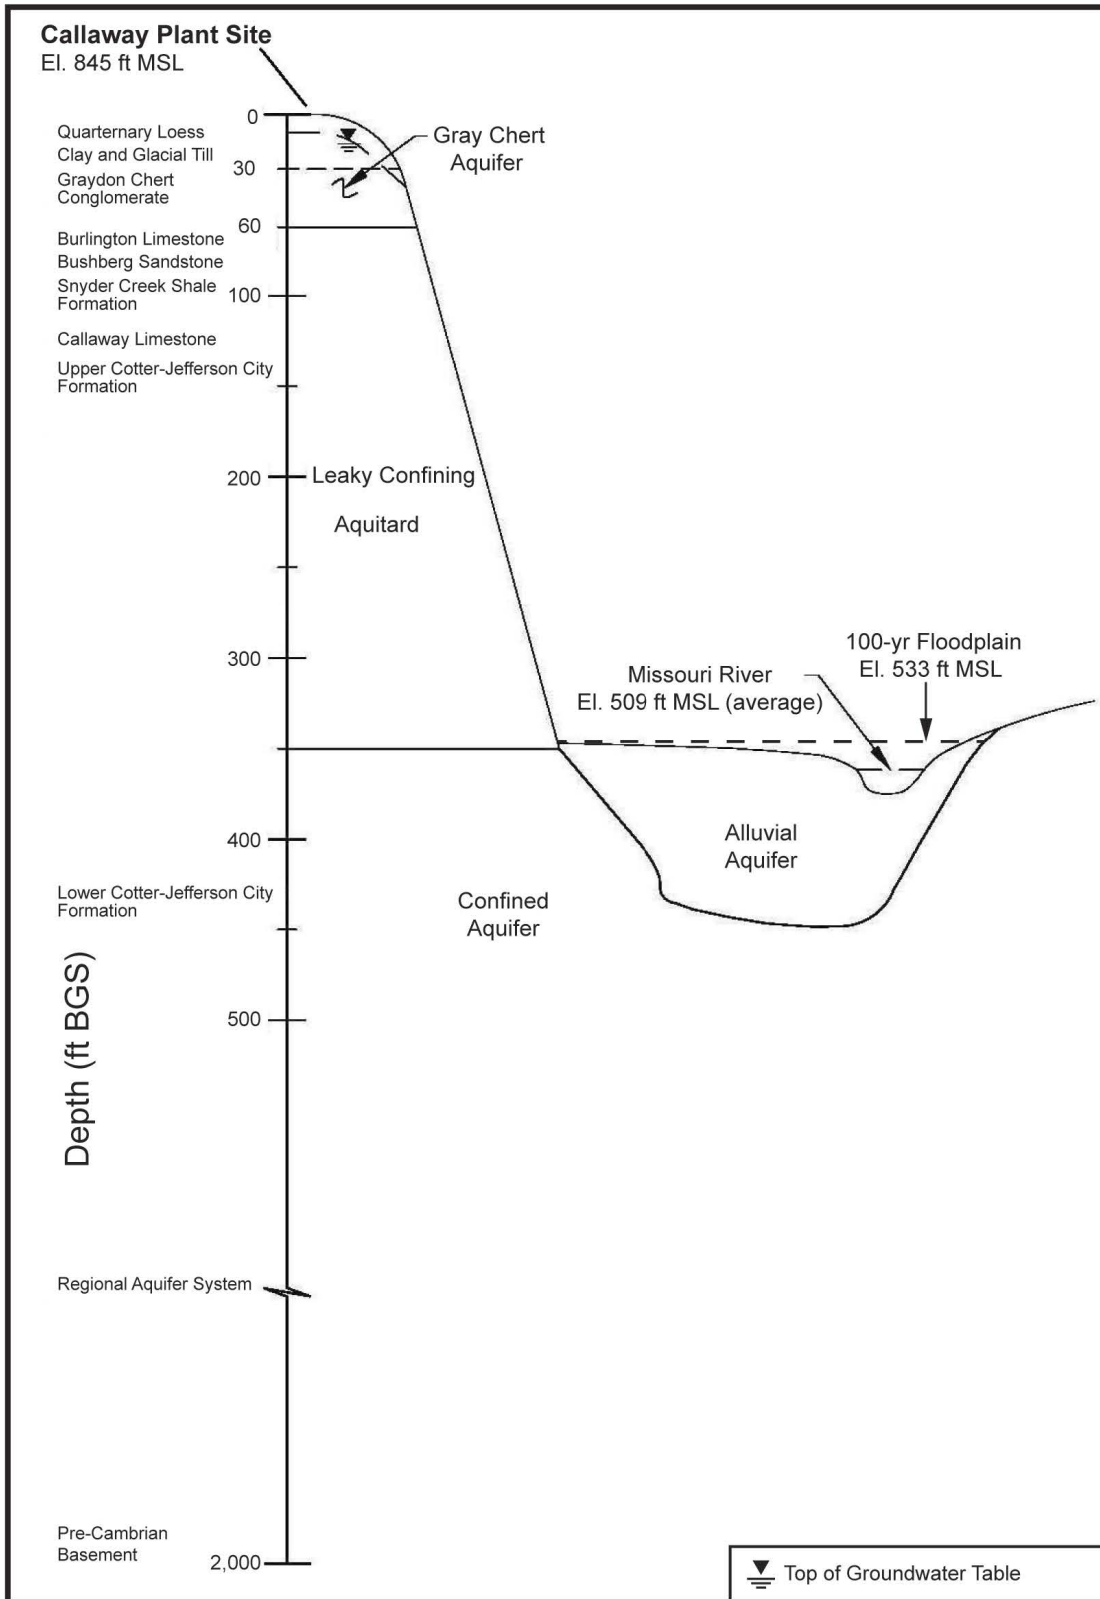 Callaway Plant Site
El. 845 ft MSL
0
Quarternary Loess
Clay and Glacial Till
Gray Chert
Aquifer
30
Graydon Chert
Conglomerate
60
Burlington Limestone
Bushberg Sandstone
Snyder Creek Shale
Formation
100
Callaway Limestone
Upper Cotter-Jefferson City
Formation
200
Leaky Confining
Aquitard
300
100-yr Floodplain
El. 533 ft MSL
Missouri River
El. 509 ft MSL (average)
400
Alluvial
Aquifer
Lower Cotter-Jefferson City
Formation
Confined
Aquifer
500
Depth (ft BGS)
Regional Aquifer System
Pre-Cambrian
Basement
2,000
Top of Groundwater Table